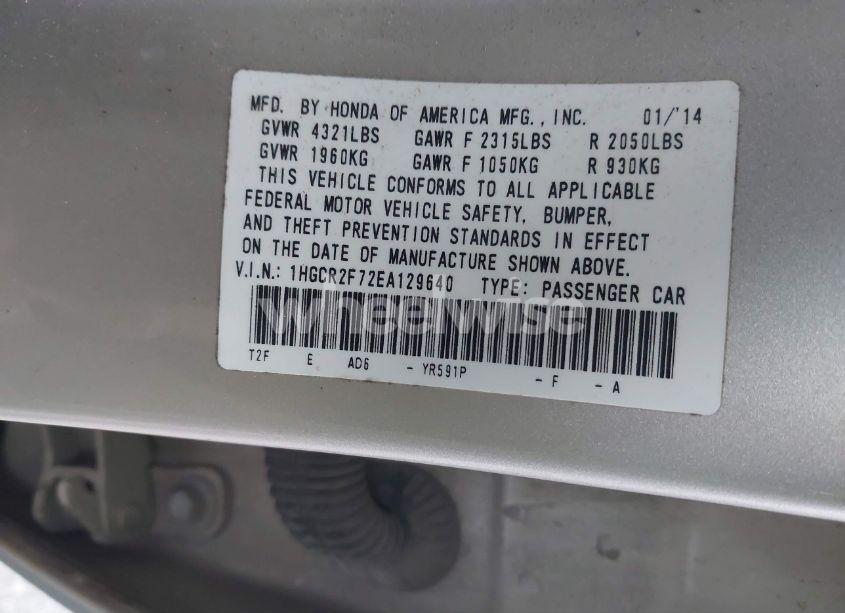 MFD. BY HONDA OF AMERICA MFG., INC. 01/'14
GVWR 4321LBS GAWR F 2315LBS R 2050LBS
GVWR 1960KG GAWR F 1050KG R 930KG
THIS VEHICLE CONFORMS TO ALL APPLICABLE
FEDERAL MOTOR VEHICLE SAFETY, BUMPER,
AND THEFT PREVENTION STANDARDS IN EFFECT
ON THE DATE OF MANUFACTURE SHOWN ABOVE.
V.I.N.: 1HGCR2F72EA129640 TYPE: PASSENGER CAR
wheelwise
T2F E AD6 - YR591P - F - A